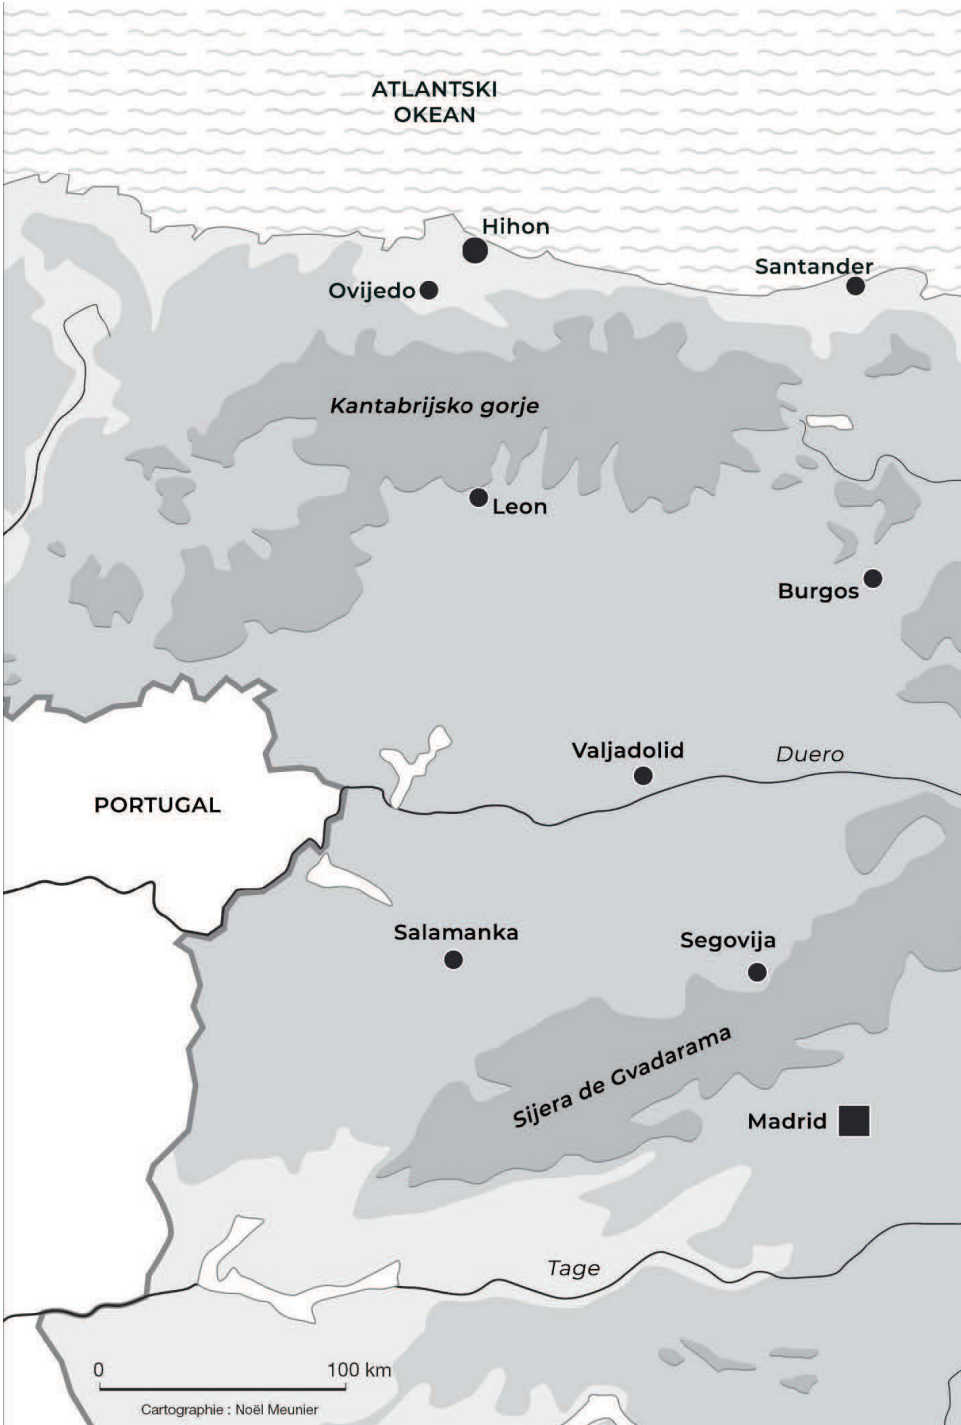 ATLANTSKI
OKEAN
Hihon
Santander
Ovijedo
Kantabrijsko gorje
Leon
Burgos
Valjadolid
Duero
PORTUGAL
Salamanka
Segovija
Sijera de Gvadarama
Madrid
Tage
0
100 km
Cartographie : Noël Meunier